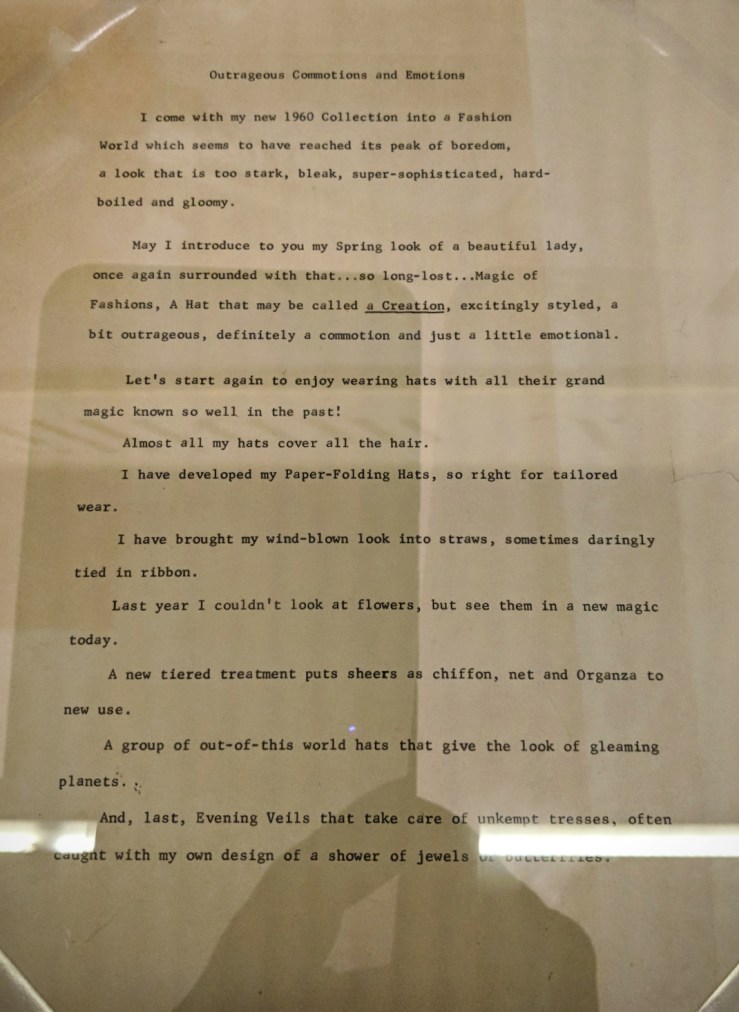 Outrageous Commotions and Emotions
I come with my new 1960 Collection into a Fashion
World which seems to have reached its peak of boredom,
a look that is too stark, bleak, super-sophisticated, hard-
boiled and gloomy.
May I introduce to you my Spring look of a beautiful lady,
once again surrounded with that...so long-lost...Magic of
Fashions, A Hat that may be called a Creation, excitingly styled, a
bit outrageous, definitely a commotion and just a little emotional.
Let's start again to enjoy wearing hats with all their grand
magic known so well in the past!
Almost all my hats cover all the hair.
I have developed my Paper-Folding Hats, so right for tailored
wear.
I have brought my wind-blown look into straws, sometimes daringly
tied in ribbon.
Last year I couldn't look at flowers, but see them in a new magic
today.
A new tiered treatment puts sheers as chiffon, net and Organza to
new use.
A group of out-of-this world hats that give the look of gleaming
planets.
And, last, Evening Veils that take care of unkempt tresses, often
caught with my own design of a shower of jewels or butterflies.